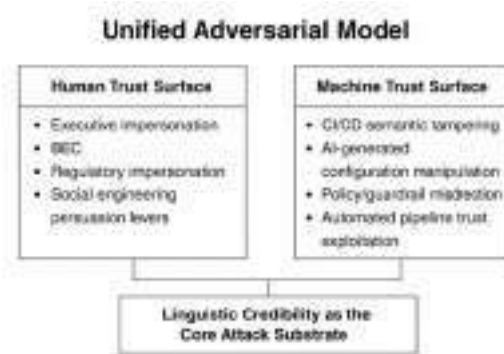 Unified Adversarial Model
Human Trust Surface
• Executive impersonation
• BEC
• Regulatory impersonation
• Social engineering
persuasion levers
Machine Trust Surface
• CI/CD semantic tampering
• AI-generated
configuration manipulation
• Policy/guardrail misdirection
• Automated pipeline trust
exploitation
Linguistic Credibility as the
Core Attack Substrate